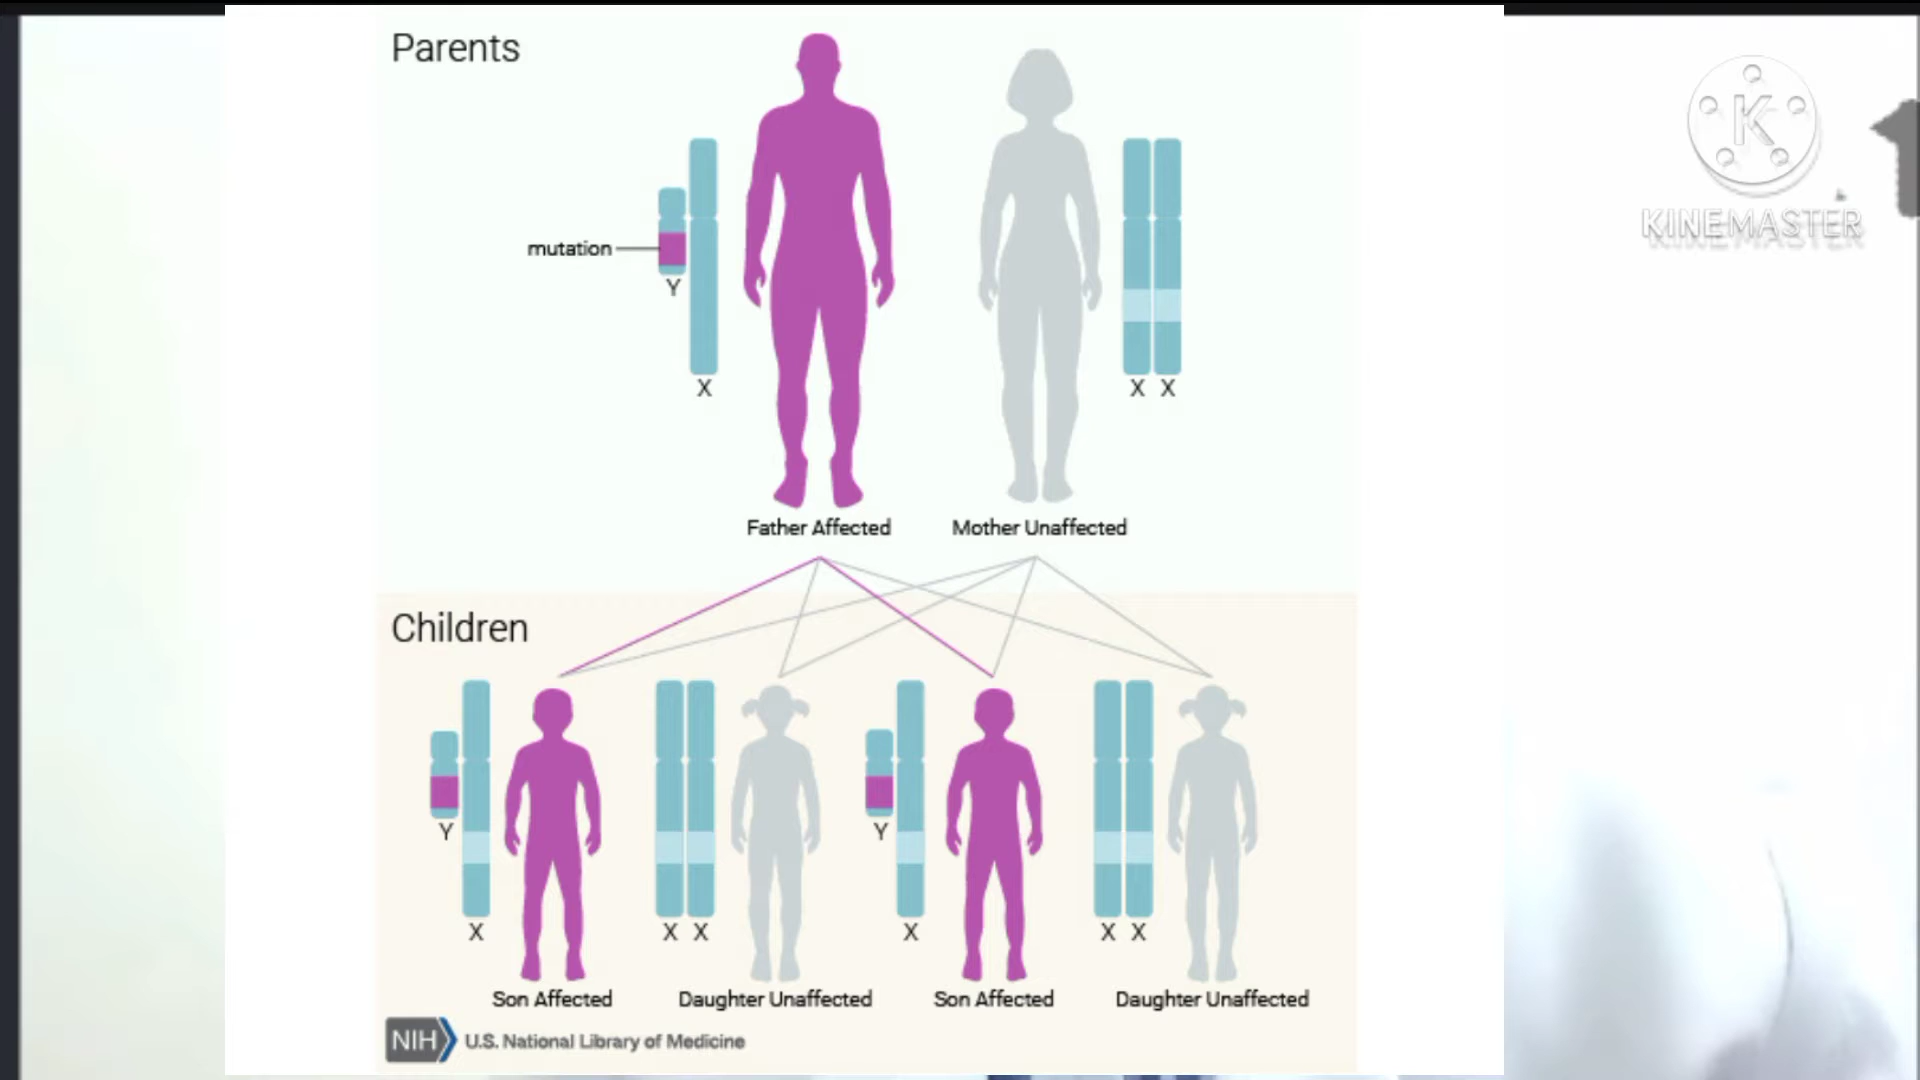 Parents
KINEMASTER
mutation
Y
X
X X
Father Affected
Mother Unaffected
Children
Y
X
X X
Y
X
X X
Son Affected
Daughter Unaffected
Son Affected
Daughter Unaffected
NIH U.S. National Library of Medicine